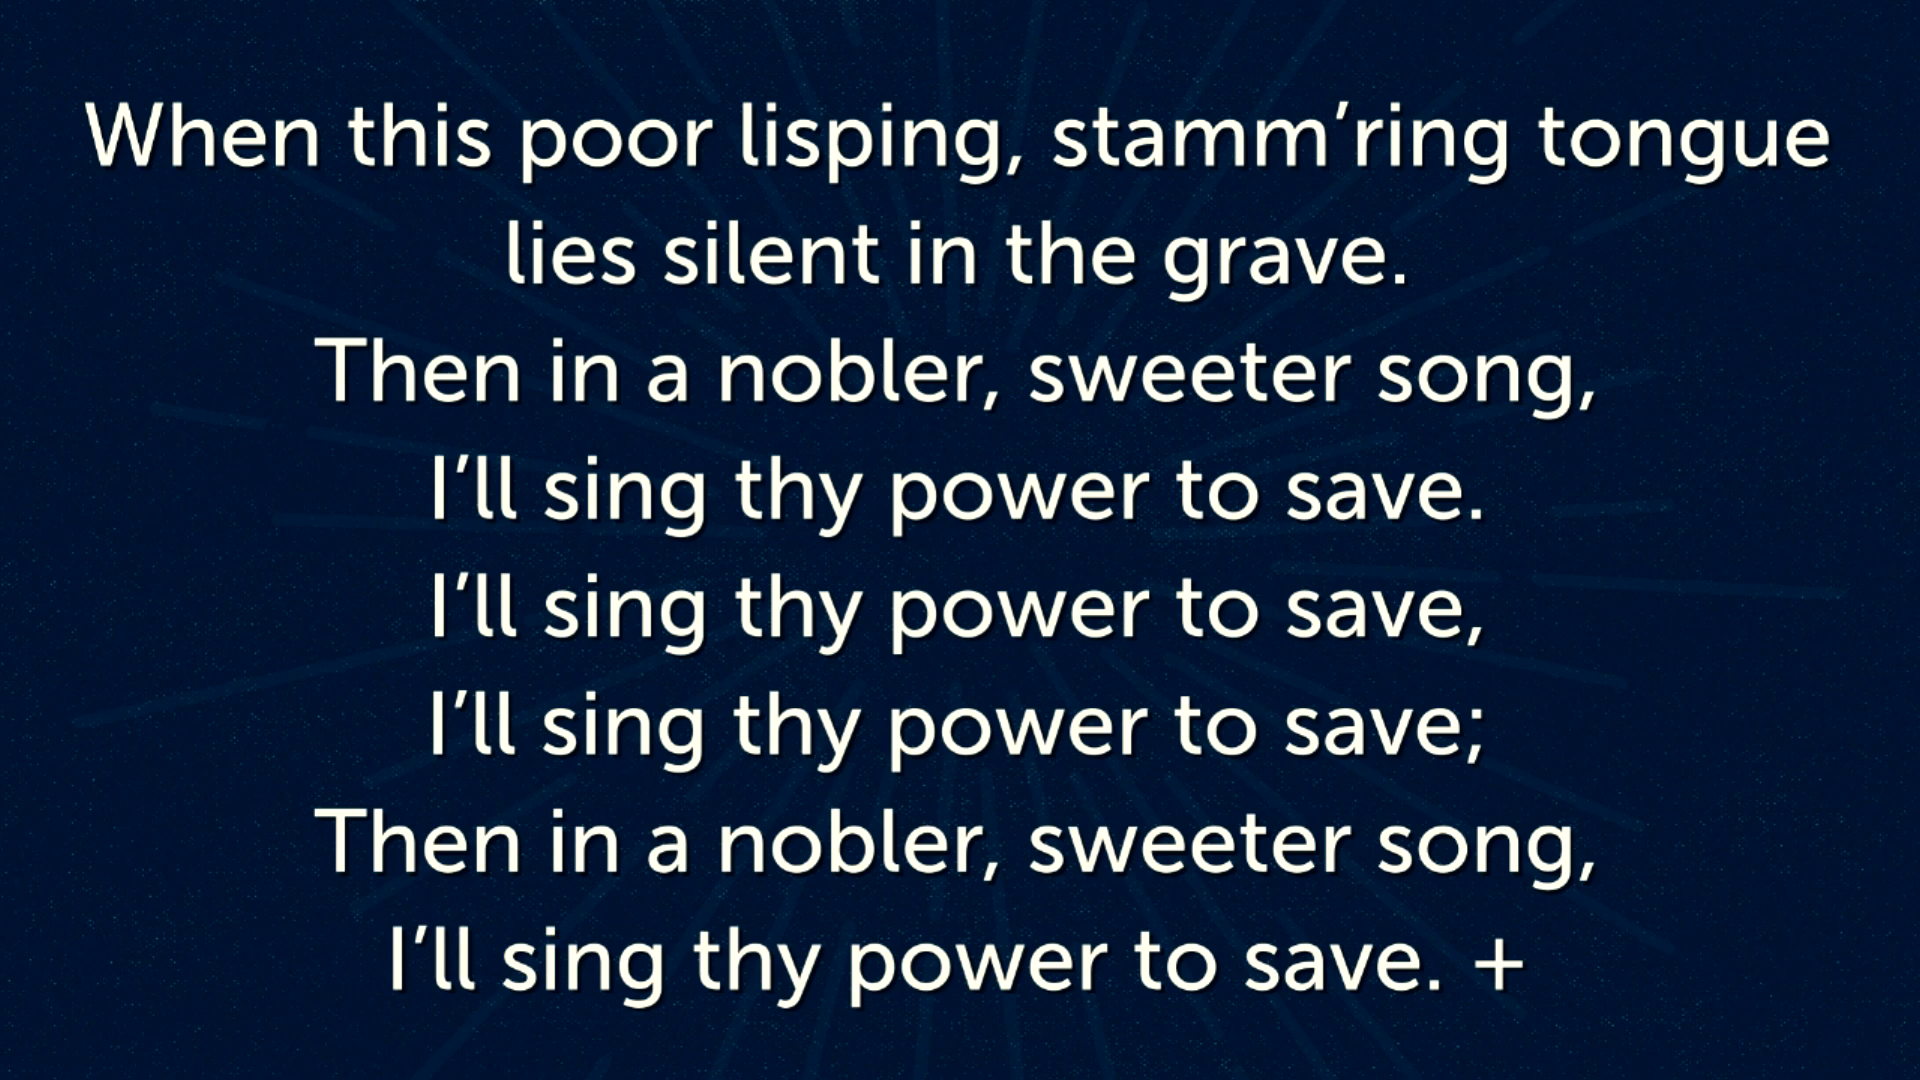 When this poor lisping, stamm’ring tongue
lies silent in the grave.
Then in a nobler, sweeter song,
I’ll sing thy power to save.
I’ll sing thy power to save,
I’ll sing thy power to save;
Then in a nobler, sweeter song,
I’ll sing thy power to save. +